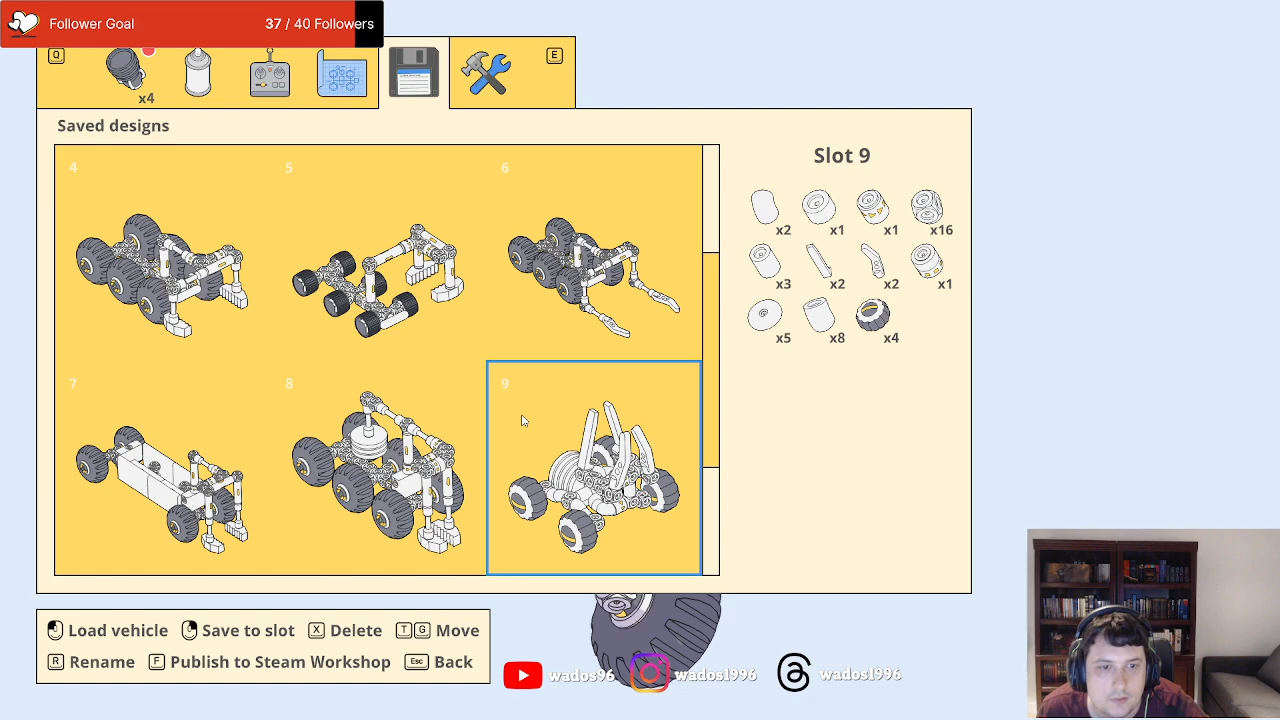 Follower Goal 37 / 40 Followers
Q E
x4
Saved designs
4 5 6
7 8 9
Slot 9
x2 x1 x1 x16
x3 x2 x2 x1
x5 x8 x4
Load vehicle Save to slot X Delete T G Move
R Rename F Publish to Steam Workshop Esc Back
wados96 wados1996 wados1996